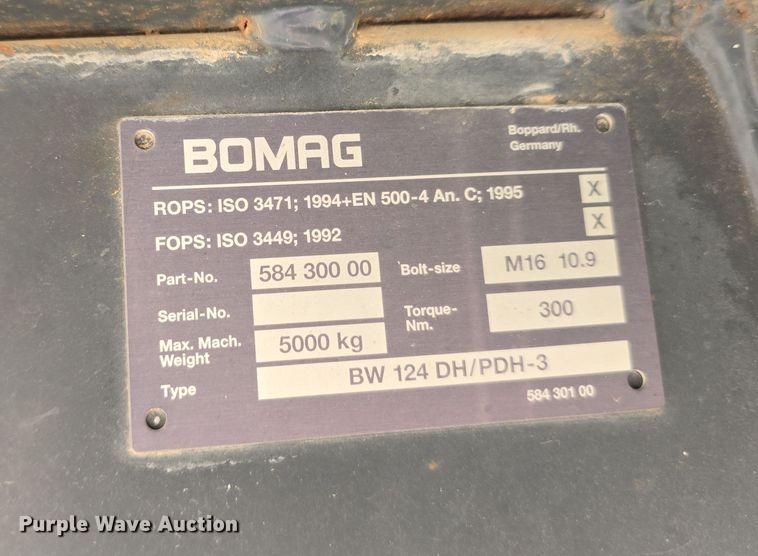 BOMAG
Boppard/Rh.
Germany
ROPS: ISO 3471; 1994+EN 500-4 An. C; 1995 X
FOPS: ISO 3449; 1992 X
Part-No. 584 300 00 Bolt-size M16 10.9
Serial-No. Torque-
Nm. 300
Max. Mach.
Weight 5000 kg
Type BW 124 DH/PDH-3
584 301 00
Purple Wave Auction